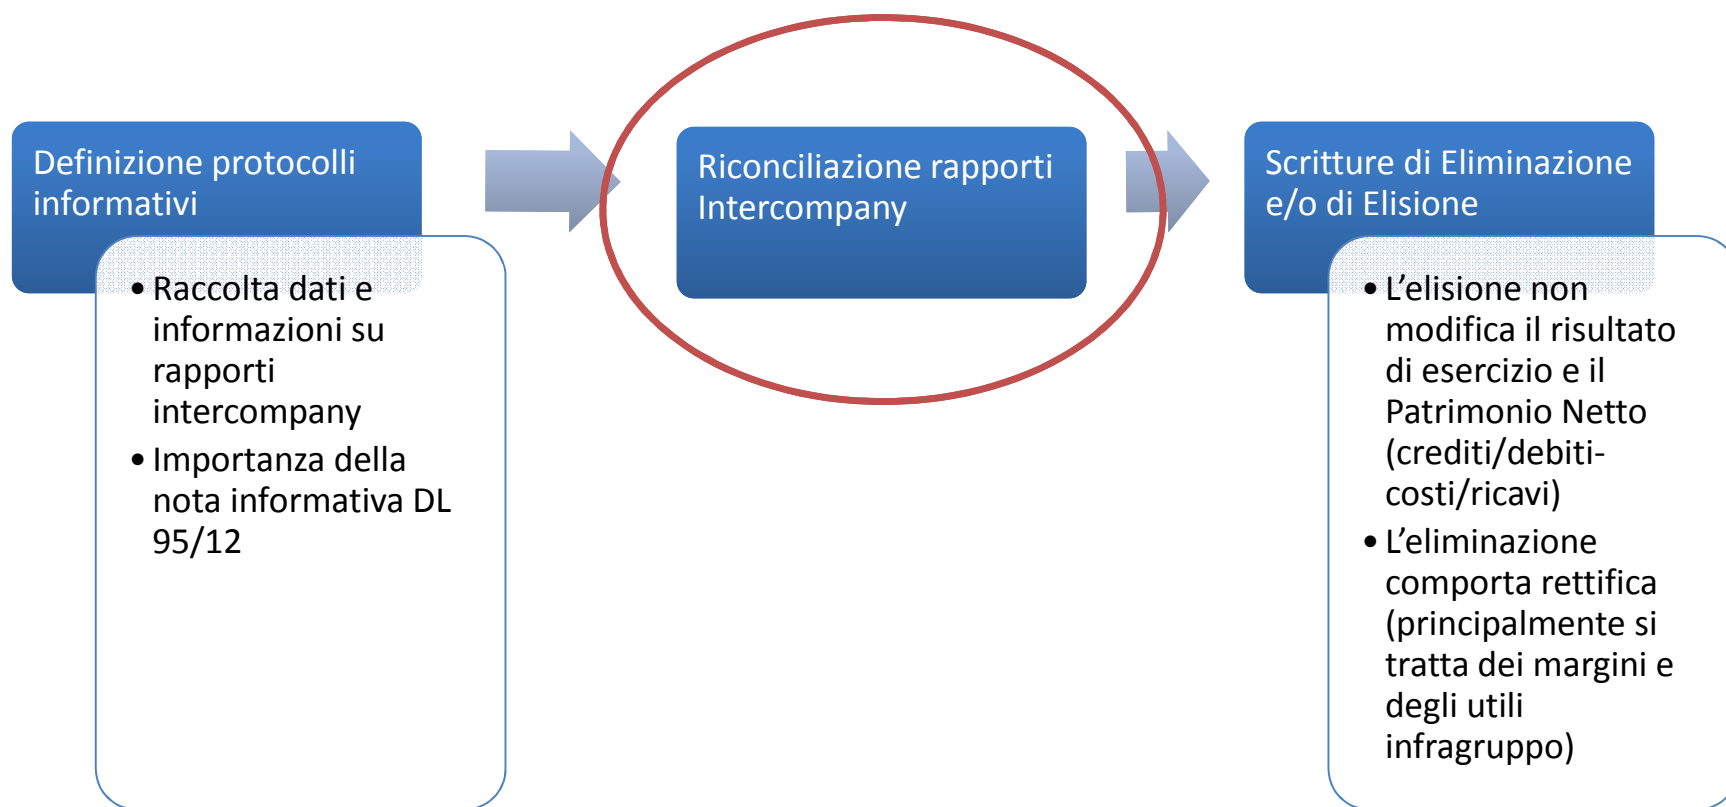 Definizione protocolli
informativi
• Raccolta dati e
informazioni su
rapporti
intercompany
• Importanza della
nota informativa DL
95/12
Riconciliazione rapporti
Intercompany
Scritture di Eliminazione
e/o di Elisione
• L’elisione non
modifica il risultato
di esercizio e il
Patrimonio Netto
(crediti/debiti-
costi/ricavi)
• L’eliminazione
comporta rettifica
(principalmente si
tratta dei margini e
degli utili
infragruppo)